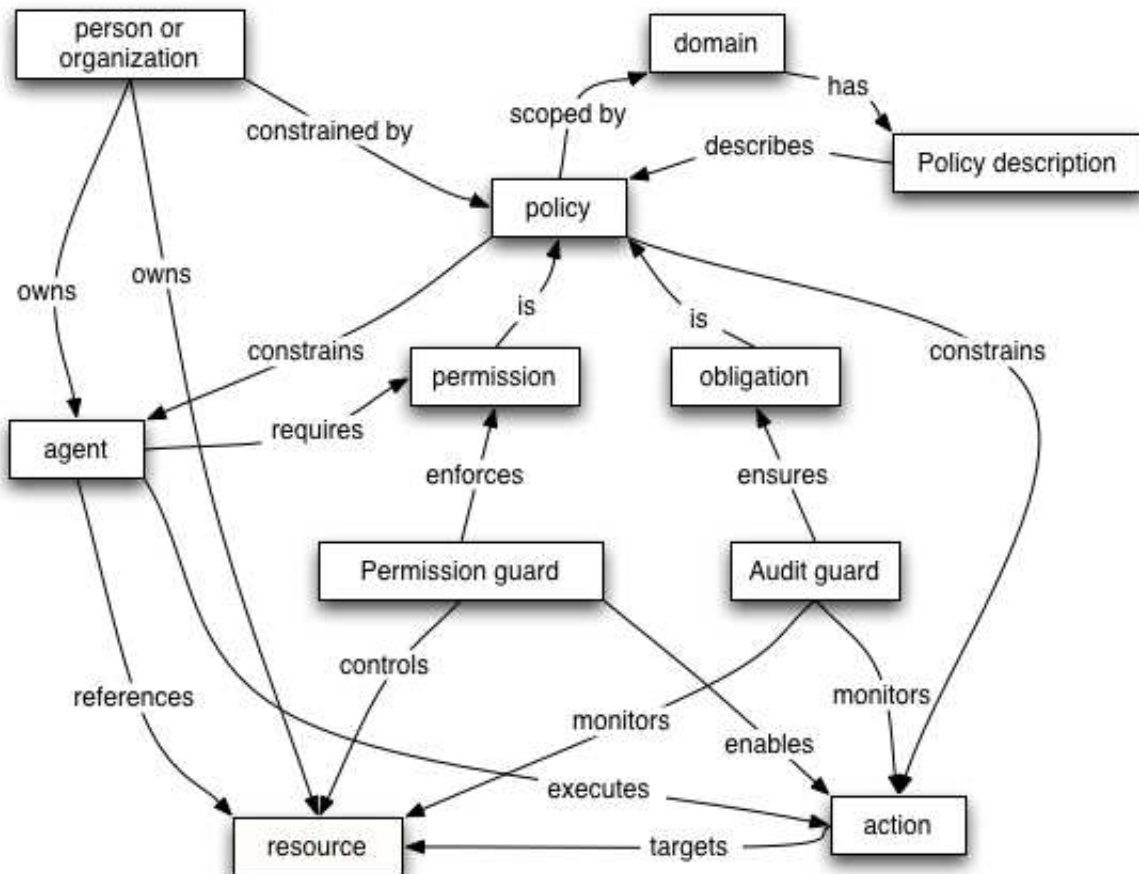 person or
organization
domain
has
scoped by
constrained by
describes
Policy description
policy
owns
owns
is
is
constrains
constrains
permission
obligation
requires
agent
enforces
ensures
Permission guard
Audit guard
controls
references
monitors
monitors
enables
executes
action
resource
targets